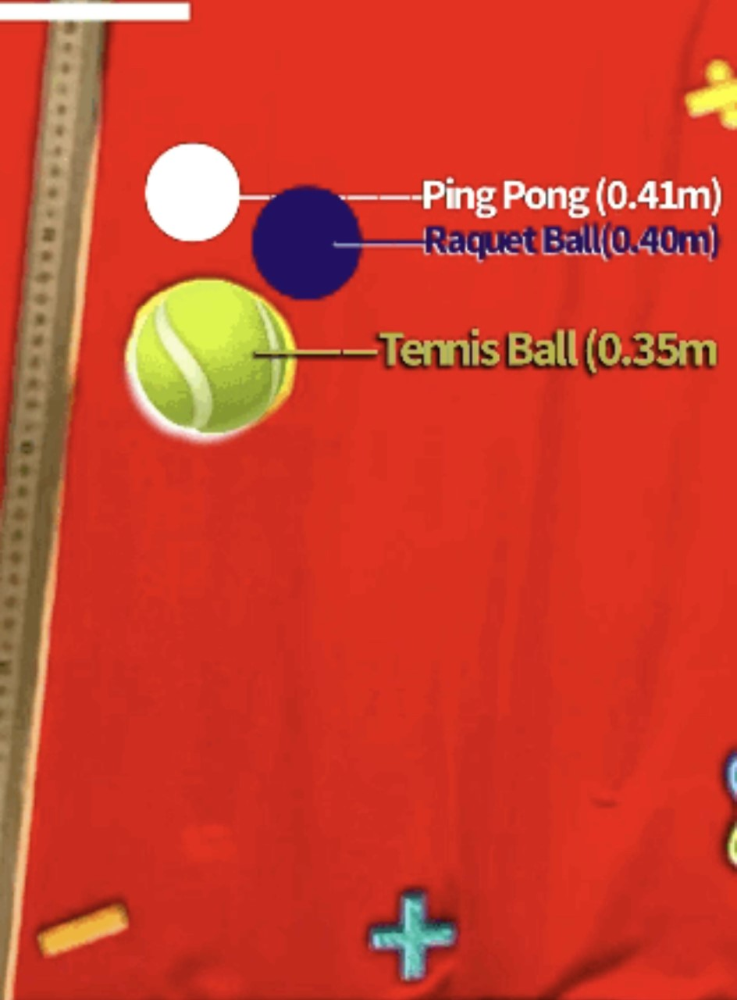 Ping Pong (0.41m)
Raquet Ball(0.40m)
Tennis Ball (0.35m